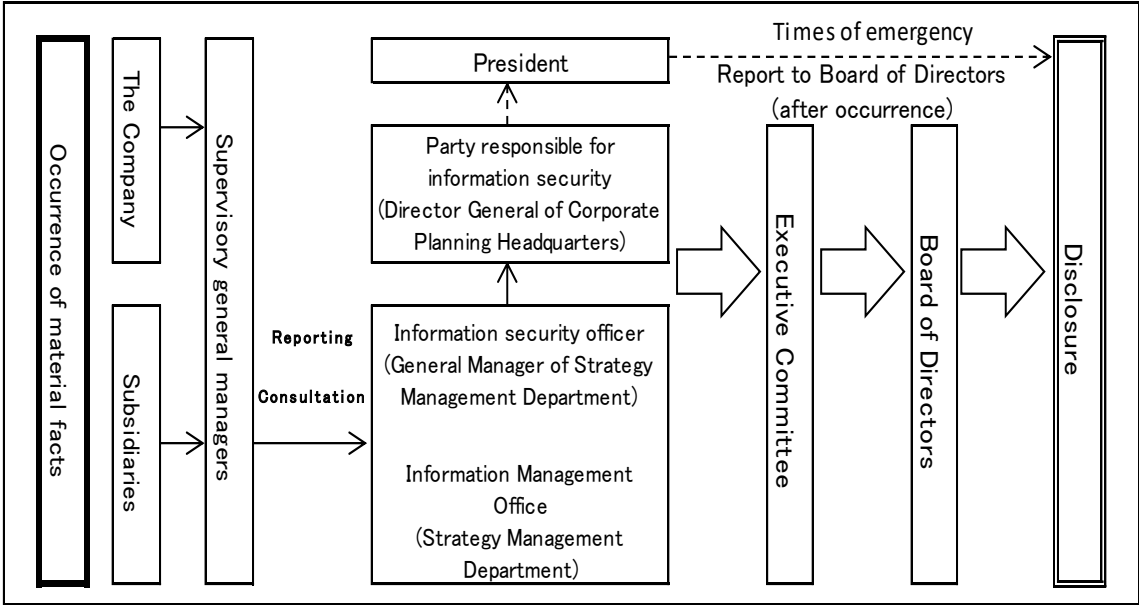 Occurrence of material facts
The Company
Subsidiaries
Supervisory general managers
Reporting
Consultation
President
Party responsible for
information security
(Director General of Corporate
Planning Headquarters)
Information security officer
(General Manager of Strategy
Management Department)
Information Management
Office
(Strategy Management
Department)
Times of emergency
Report to Board of Directors
(after occurrence)
Executive Committee
Board of Directors
Disclosure